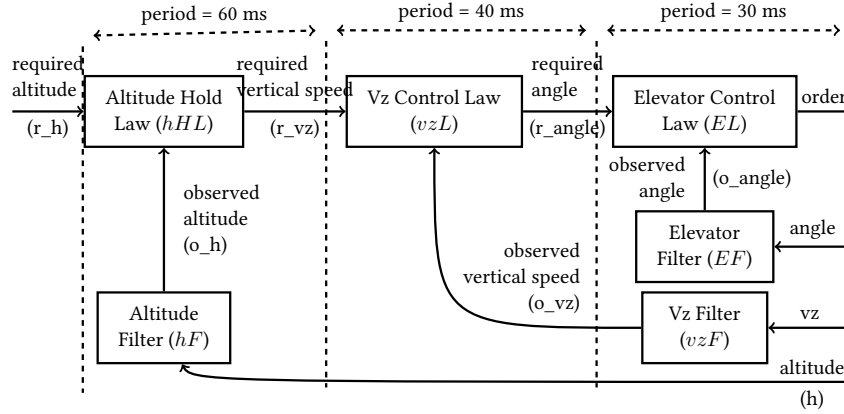 period = 60 ms
period = 40 ms
period = 30 ms
required
altitude
(r_h)
Altitude Hold
Law (hHL)
required
vertical speed
(r_vz)
Vz Control Law
(vzL)
required
angle
(r_angle)
Elevator Control
Law (EL)
order
observed
altitude
(o_h)
observed
angle
(o_angle)
Elevator
Filter (EF)
angle
observed
vertical speed
(o_vz)
Altitude
Filter (hF)
Vz Filter
(vzF)
vz
altitude
(h)